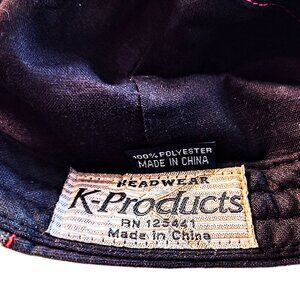 100% POLYESTER
MADE IN CHINA
HEADWEAR
K-Products
RN 125441
Made in China